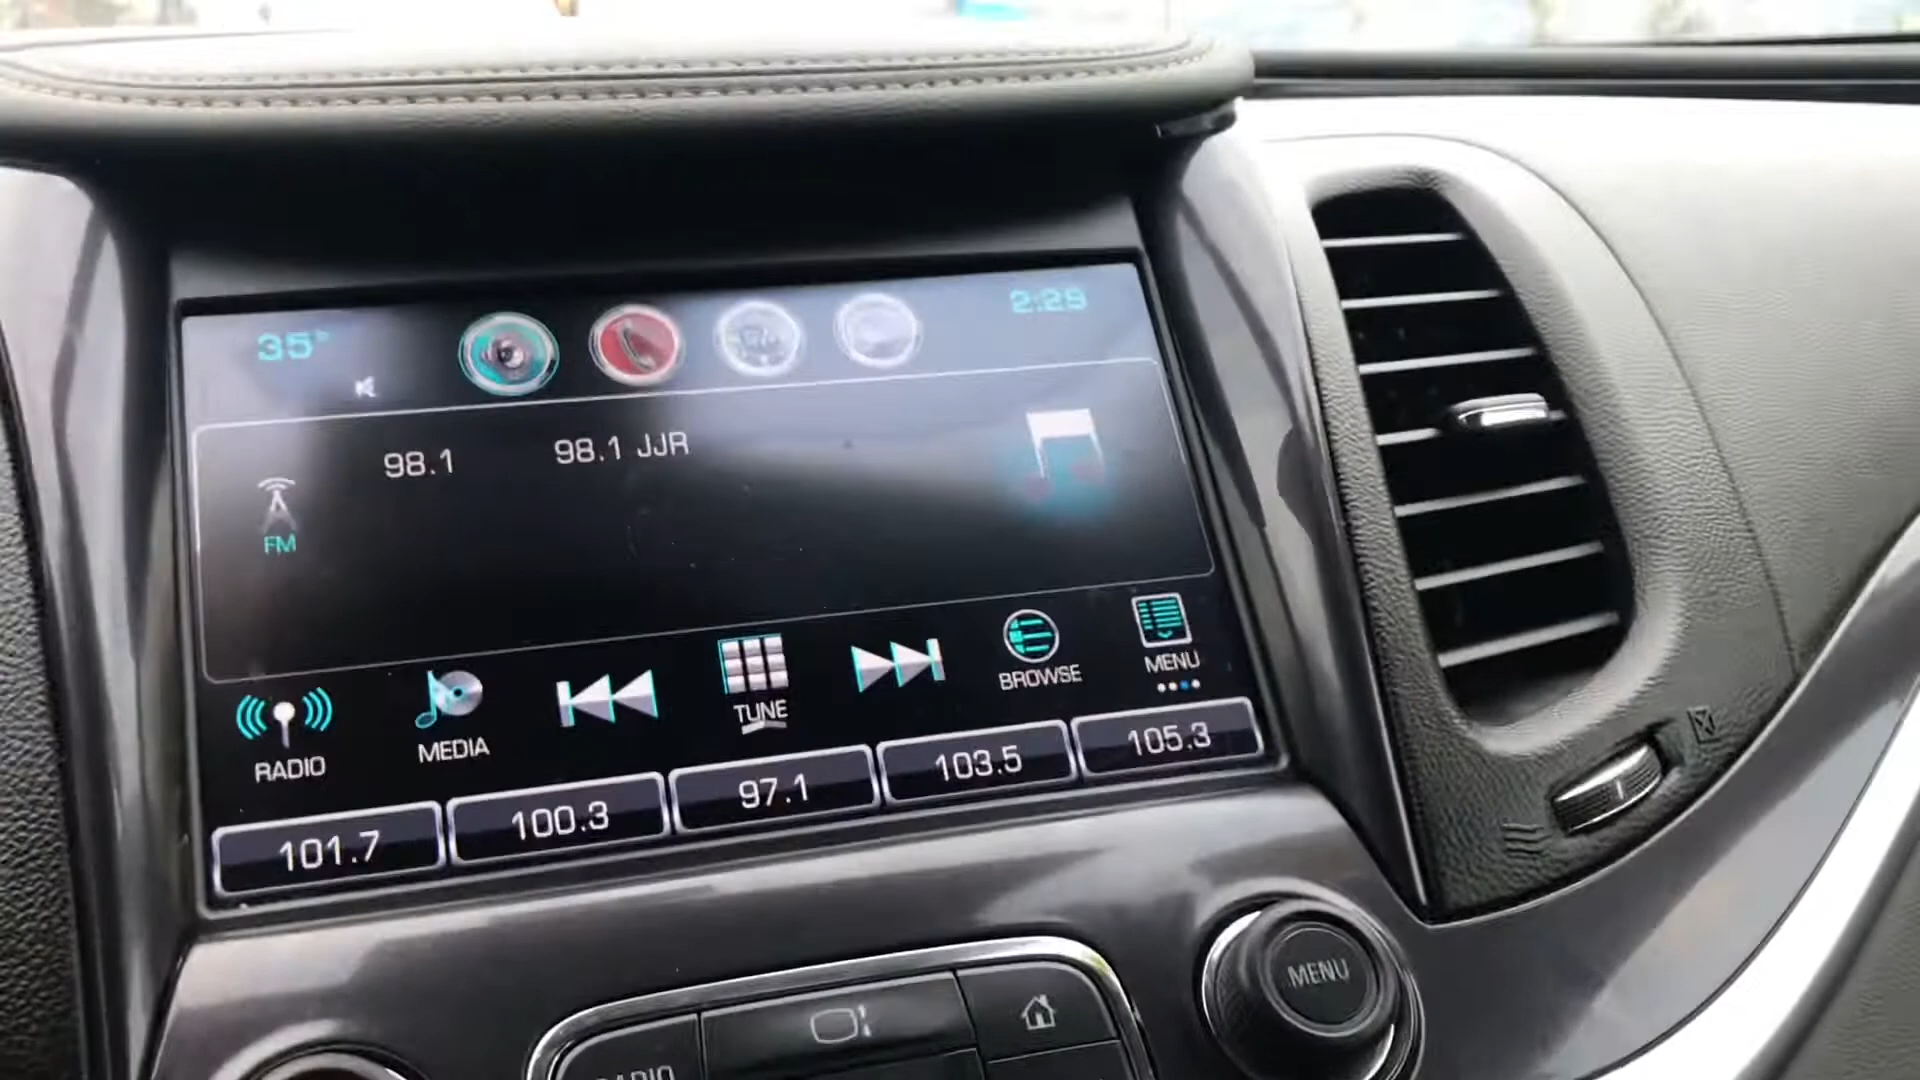 35°
2:29
98.1
98.1 JJR
FM
RADIO
MEDIA
TUNE
BROWSE
MENU
101.7
100.3
97.1
103.5
105.3
MENU
RADIO